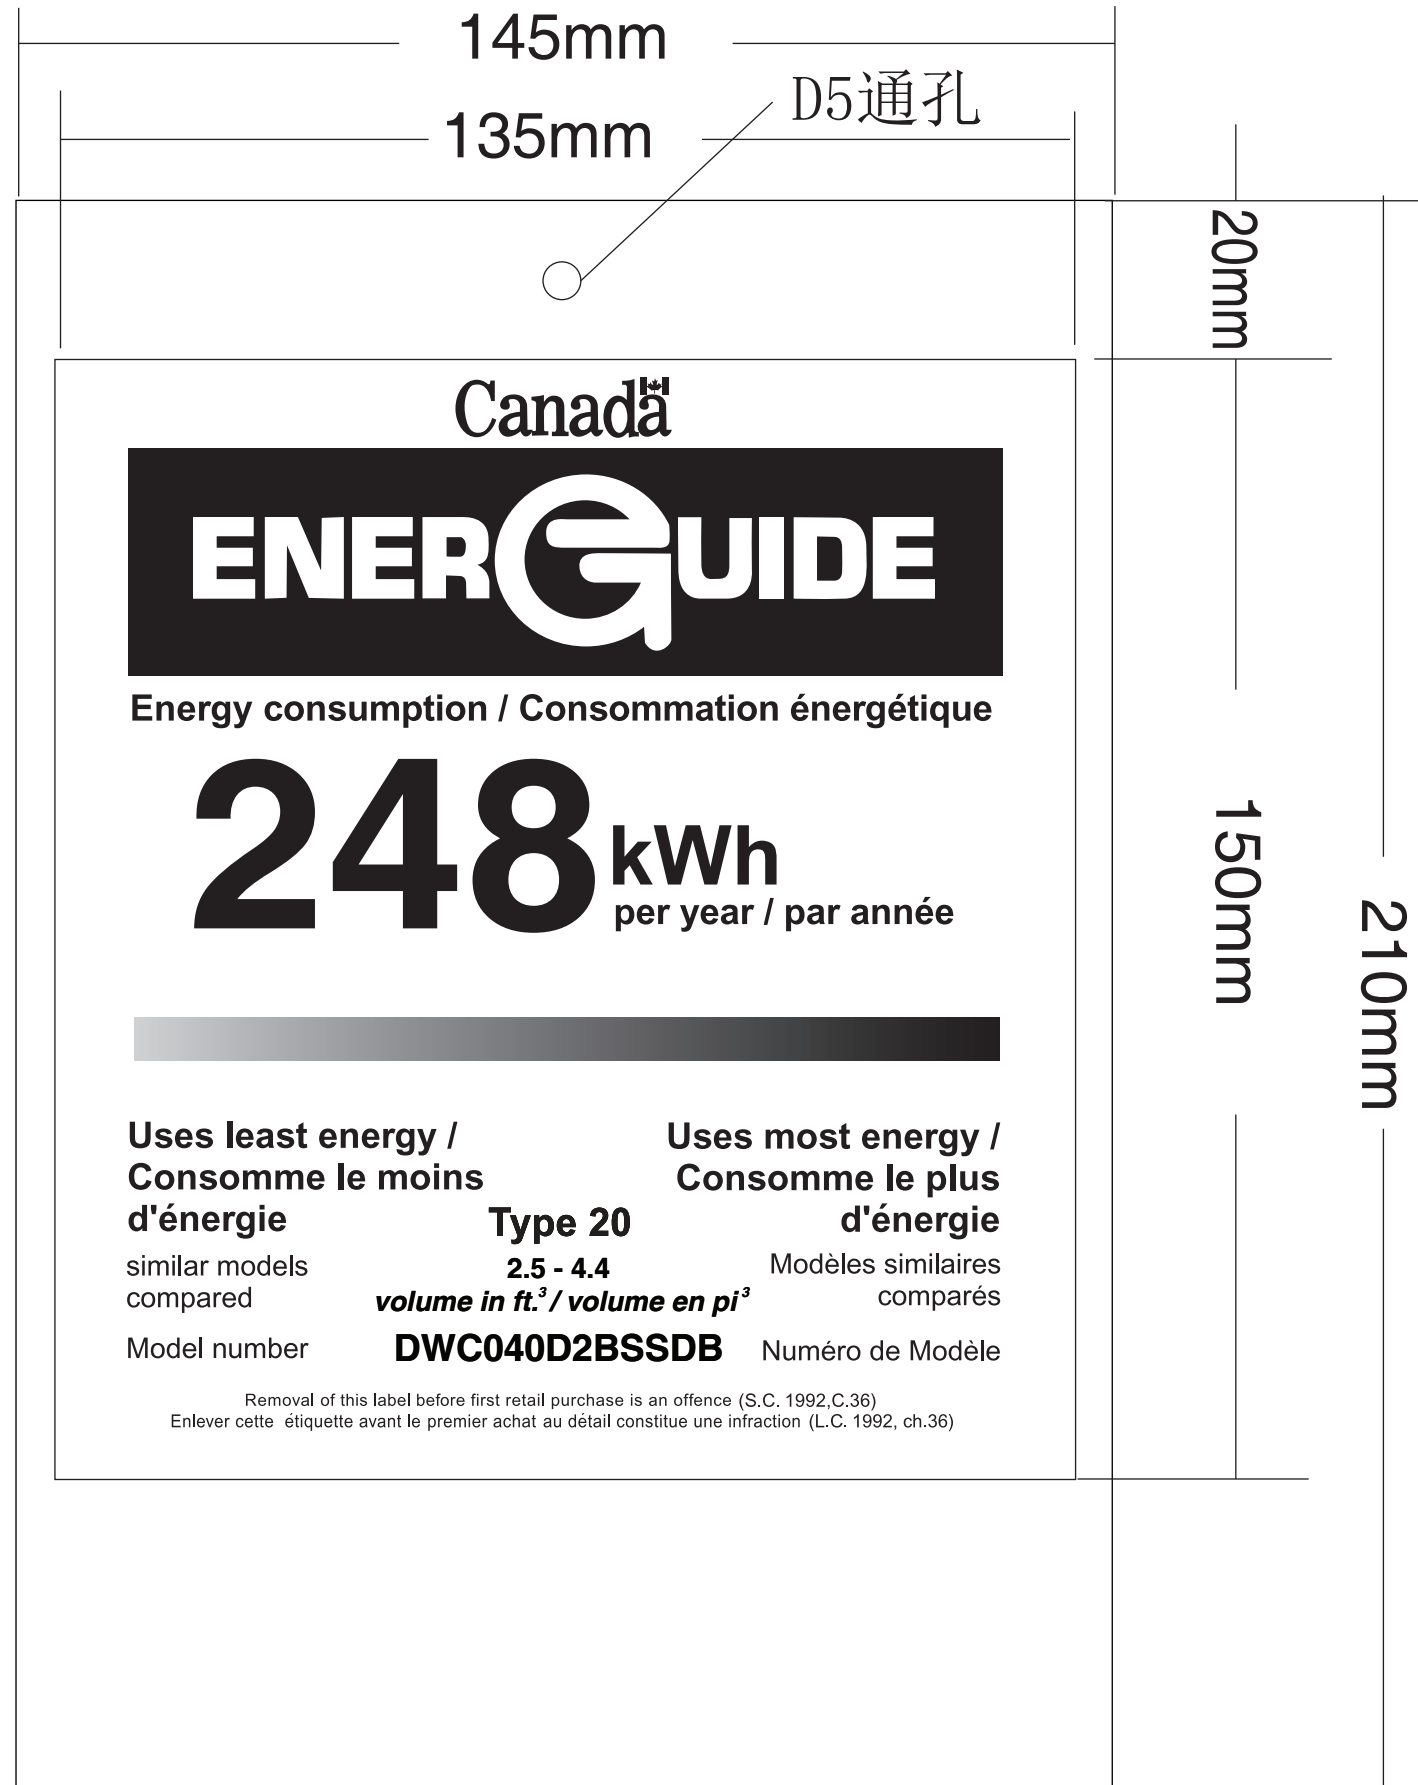 145mm
D5通孔
135mm
20mm
Canada
ENERGUIDE
Energy consumption / Consommation énergétique
248 kWh
per year / par année
150mm
210mm
Uses least energy /
Consomme le moins
d'énergie
Uses most energy /
Consomme le plus
d'énergie
Type 20
similar models
compared
2.5 - 4.4
volume in ft.³ / volume en pi³
Modèles similaires
comparés
Model number
DWC040D2BSSDB
Numéro de Modèle
Removal of this label before first retail purchase is an offence (S.C. 1992,C.36)
Enlever cette étiquette avant le premier achat au détail constitue une infraction (L.C. 1992, ch.36)